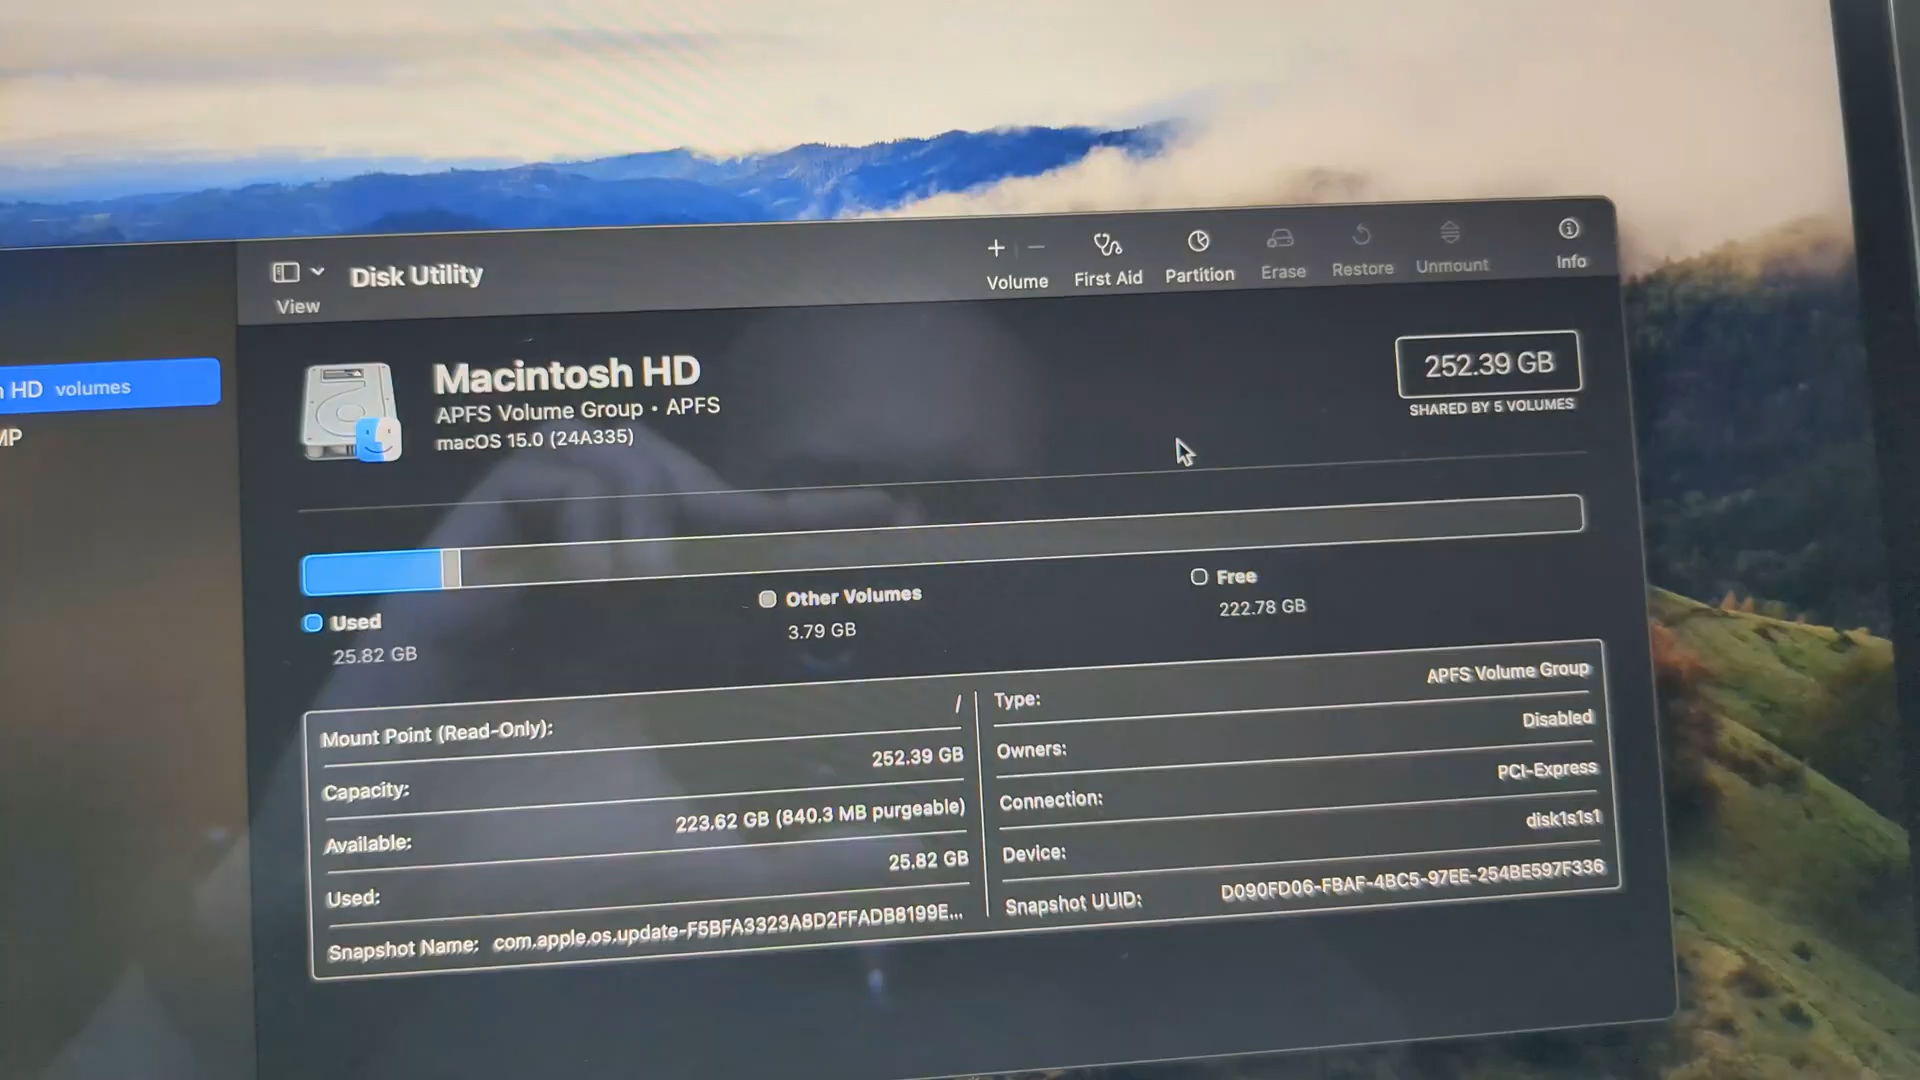 Disk Utility
View
Volume
First Aid
Partition
Erase
Restore
Unmount
Info
HD volumes
MP
Macintosh HD
APFS Volume Group • APFS
macOS 15.0 (24A335)
252.39 GB
SHARED BY 5 VOLUMES
Used
25.82 GB
Other Volumes
3.79 GB
Free
222.78 GB
Mount Point (Read-Only): /
Capacity: 252.39 GB
Available: 223.62 GB (840.3 MB purgeable)
Used: 25.82 GB
Snapshot Name: com.apple.os.update-F5BFA3323A8D2FFADB8199E...
Type: APFS Volume Group
Owners: Disabled
Connection: PCI-Express
Device: disk1s1s1
Snapshot UUID: D090FD06-FBAF-4BC5-97EE-254BE597F336